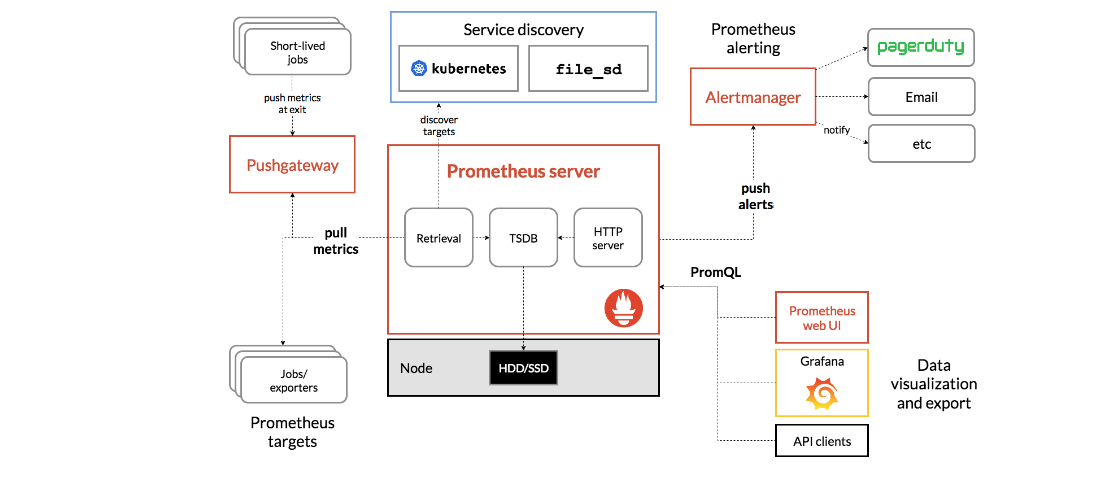 Short-lived
jobs
push metrics
at exit
Pushgateway
Service discovery
kubernetes
file_sd
discover
targets
Prometheus
alerting
Alertmanager
pagerduty
Email
etc
notify
push
alerts
Prometheus server
Retrieval
TSDB
HTTP
server
pull
metrics
PromQL
Node
HDD/SSD
Jobs/
exporters
Prometheus
targets
Prometheus
web UI
Grafana
API clients
Data
visualization
and export